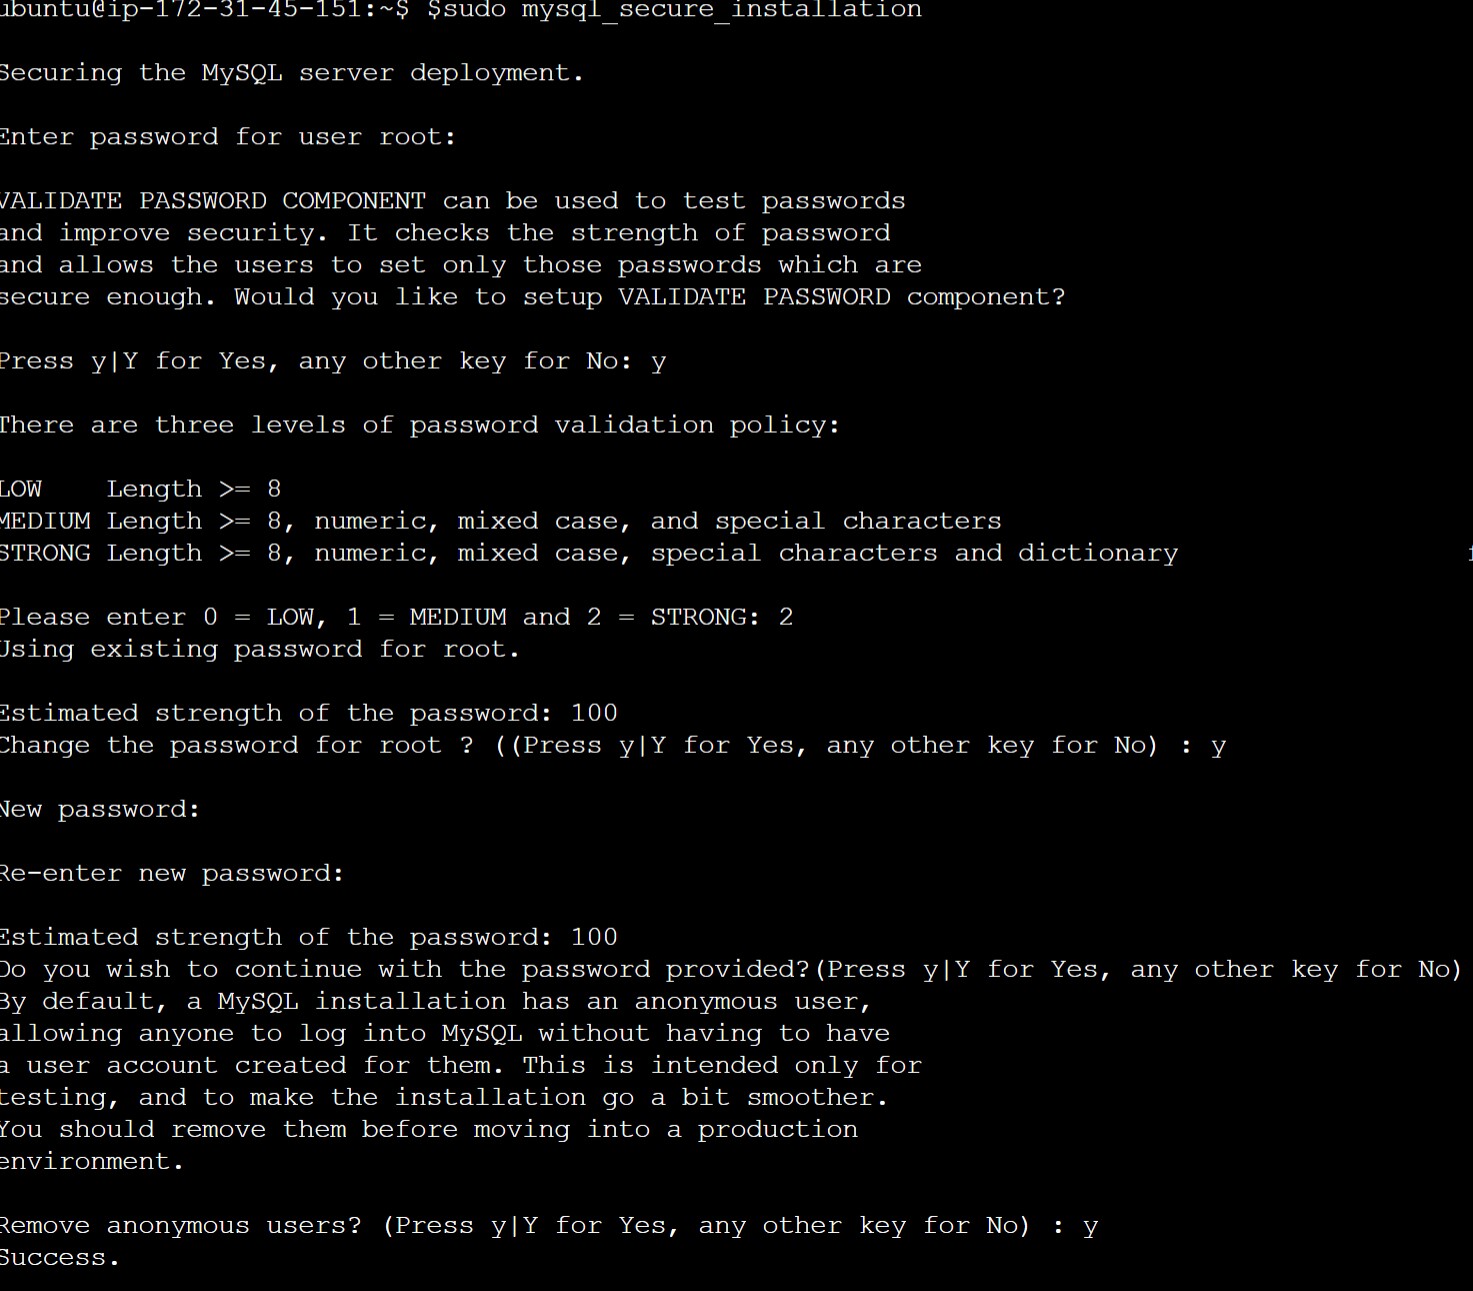 ubuntu@ip-172-31-45-151:~$ $sudo mysql_secure_installation
Securing the MySQL server deployment.
Enter password for user root:
VALIDATE PASSWORD COMPONENT can be used to test passwords
and improve security. It checks the strength of password
and allows the users to set only those passwords which are
secure enough. Would you like to setup VALIDATE PASSWORD component?
Press y|Y for Yes, any other key for No: y
There are three levels of password validation policy:
LOW    Length >= 8
MEDIUM Length >= 8, numeric, mixed case, and special characters
STRONG Length >= 8, numeric, mixed case, special characters and dictionary
Please enter 0 = LOW, 1 = MEDIUM and 2 = STRONG: 2
Using existing password for root.
Estimated strength of the password: 100
Change the password for root ? ((Press y|Y for Yes, any other key for No) : y
New password:
Re-enter new password:
Estimated strength of the password: 100
Do you wish to continue with the password provided?(Press y|Y for Yes, any other key for No)
By default, a MySQL installation has an anonymous user,
allowing anyone to log into MySQL without having to have
a user account created for them. This is intended only for
testing, and to make the installation go a bit smoother.
You should remove them before moving into a production
environment.
Remove anonymous users? (Press y|Y for Yes, any other key for No) : y
Success.